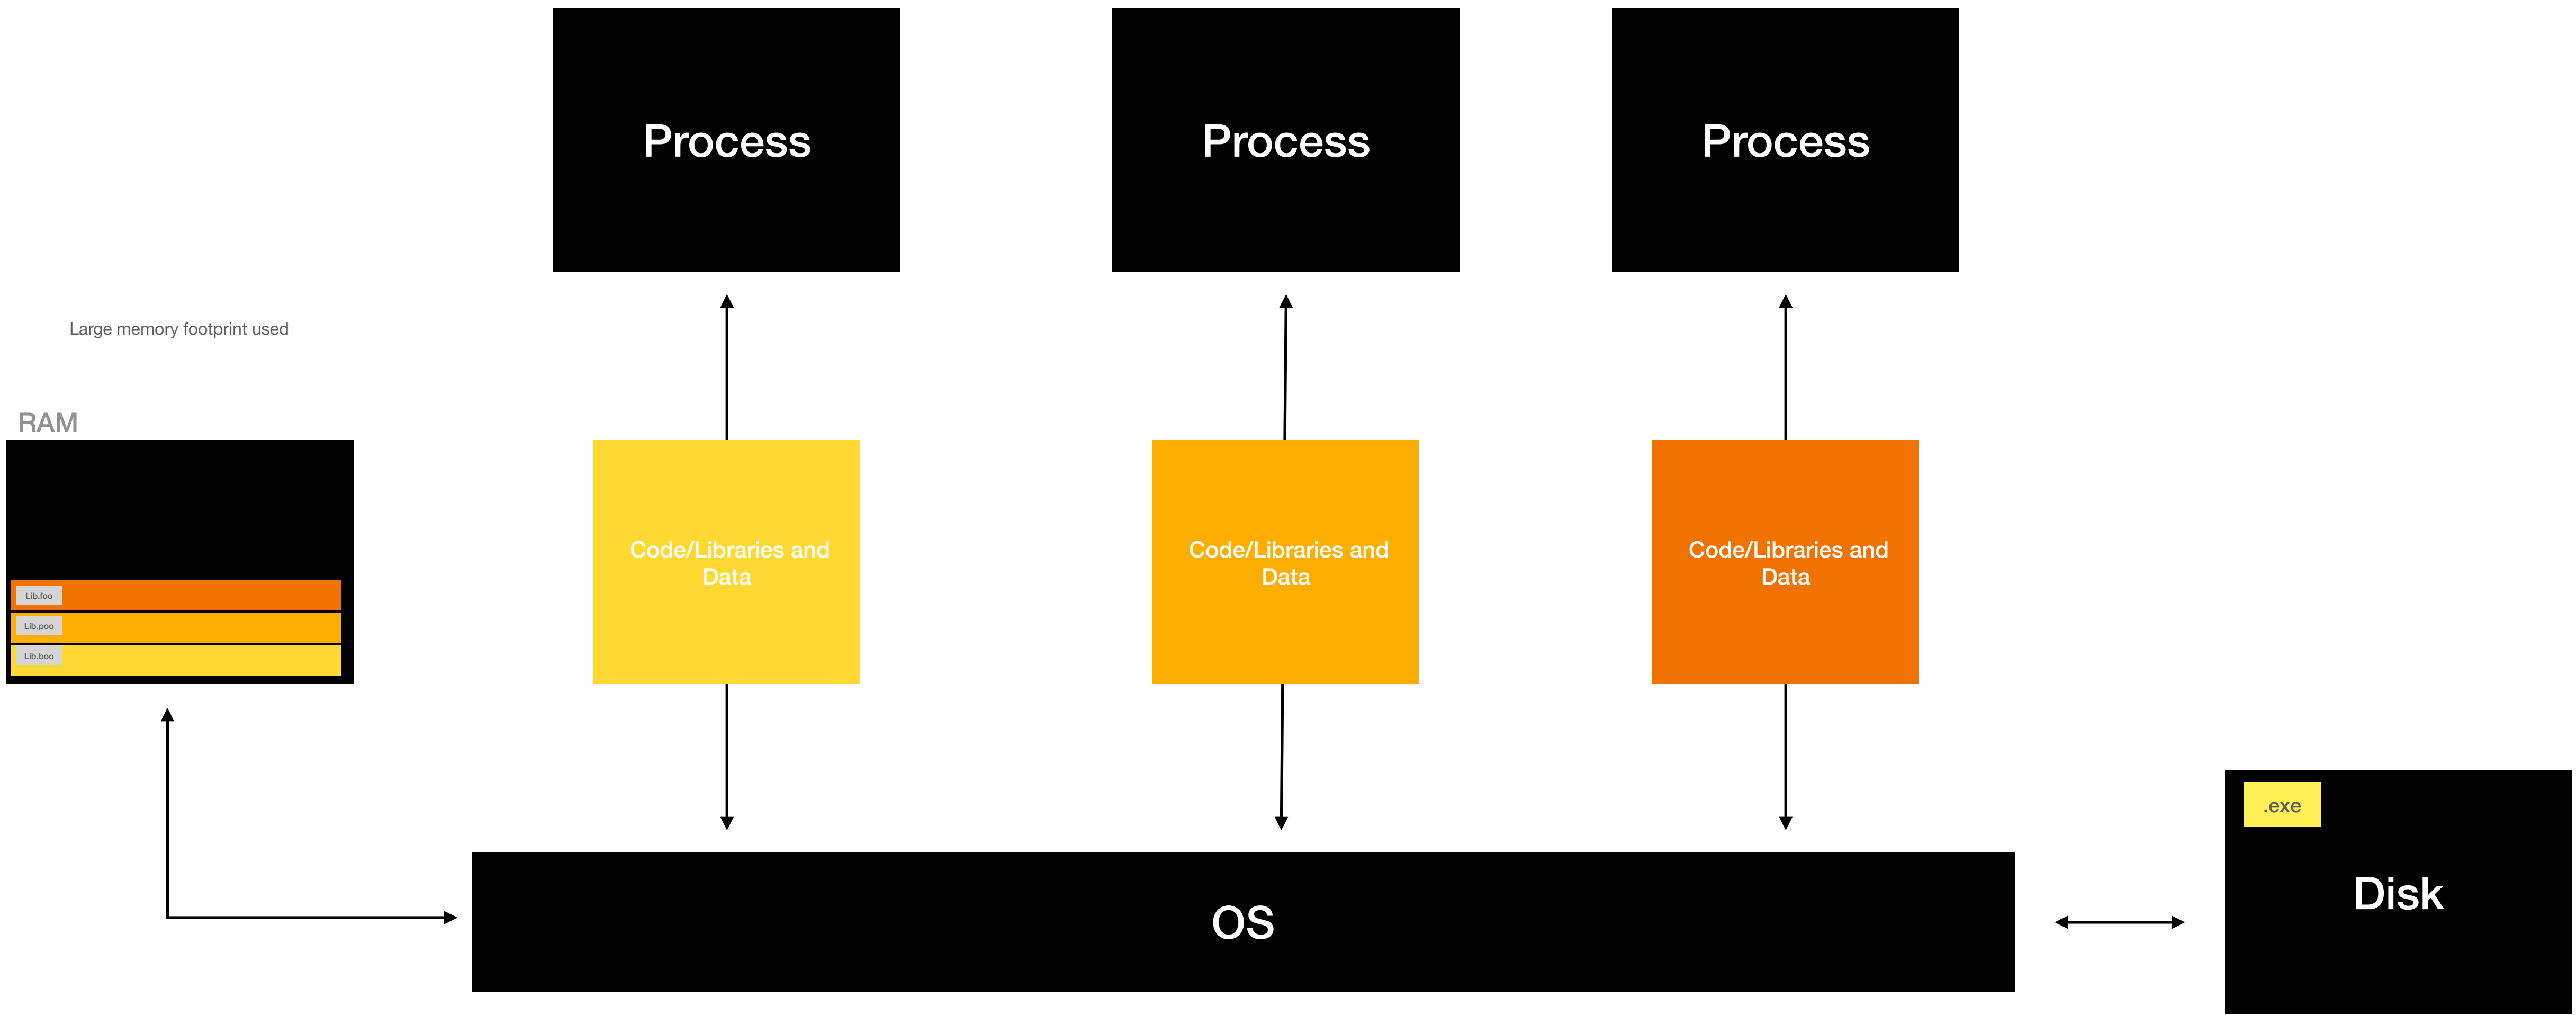 Process
Process
Process
Large memory footprint used
RAM
Lib.foo
Lib.poo
Lib.boo
Code/Libraries and
Data
Code/Libraries and
Data
Code/Libraries and
Data
OS
.exe
Disk